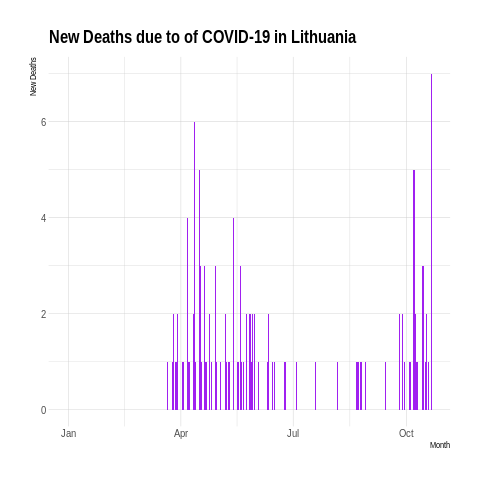 New Deaths due to of COVID-19 in Lithuania
New Deaths
6
4
2
0
Jan Apr Jul Oct
Month